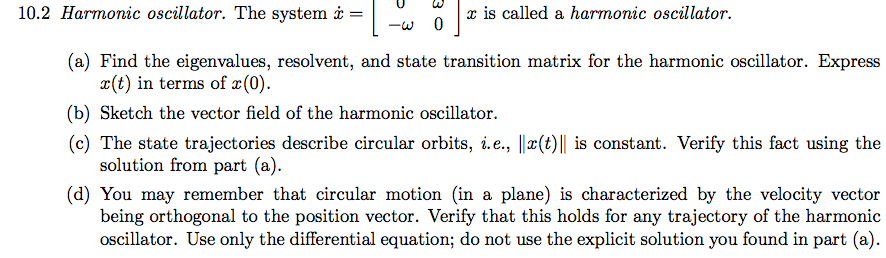 10.2 Harmonic oscillator. The system ẋ = [ 0 ω
−ω 0 ] x is called a harmonic oscillator.
(a) Find the eigenvalues, resolvent, and state transition matrix for the harmonic oscillator. Express
x(t) in terms of x(0).
(b) Sketch the vector field of the harmonic oscillator.
(c) The state trajectories describe circular orbits, i.e., ‖x(t)‖ is constant. Verify this fact using the
solution from part (a).
(d) You may remember that circular motion (in a plane) is characterized by the velocity vector
being orthogonal to the position vector. Verify that this holds for any trajectory of the harmonic
oscillator. Use only the differential equation; do not use the explicit solution you found in part (a).